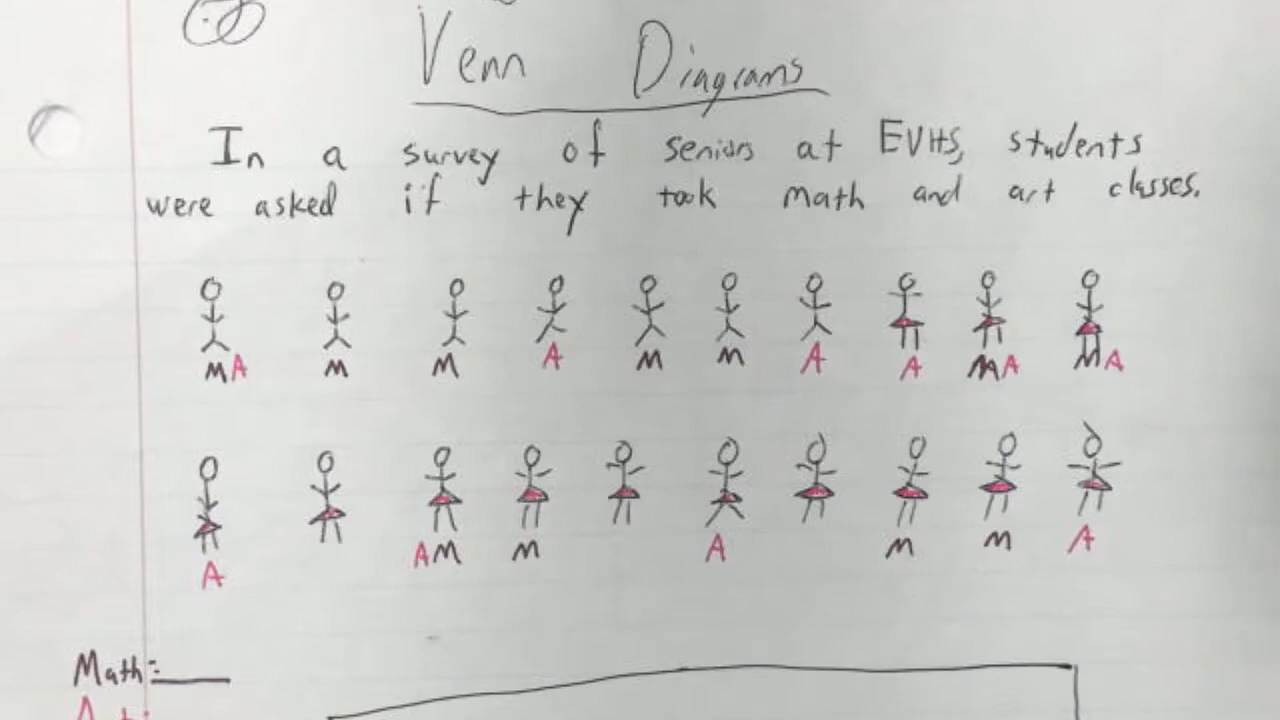 Venn Diagrams
In a survey of seniors at EVHS, students
were asked if they took math and art classes.
MA M M A M M A A MA MA
A AM M A M M A
Math: